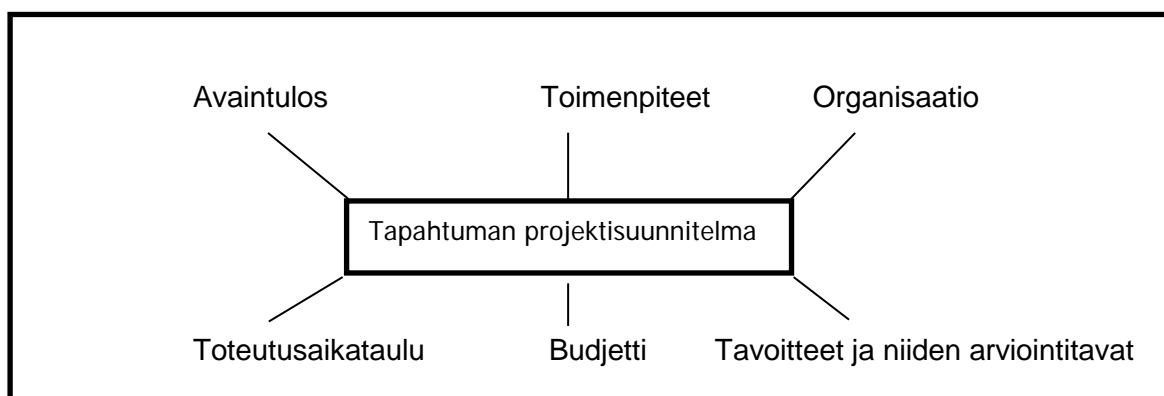 Avaintulos Toimenpiteet Organisaatio
Tapahtuman projektisuunnitelma
Toteutusaikataulu Budjetti Tavoitteet ja niiden arviointitavat